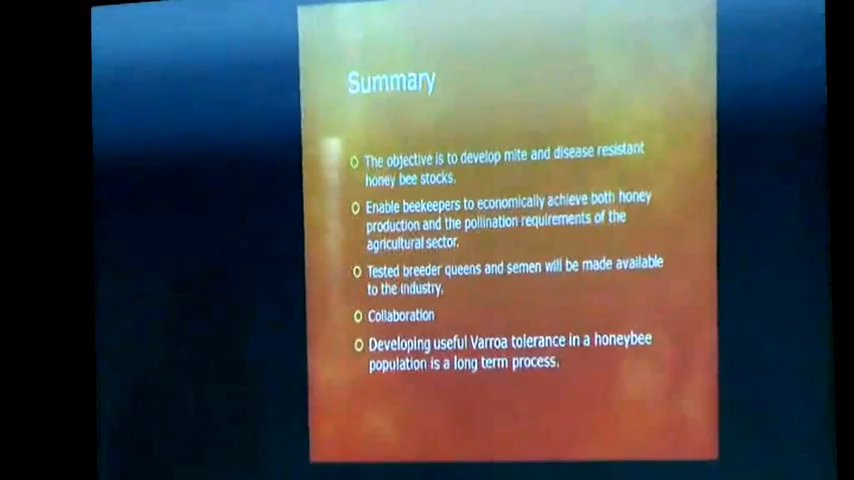 Summary
The objective is to develop mite and disease resistant
honey bee stocks.
Enable beekeepers to economically achieve both honey
production and the pollination requirements of the
agricultural sector.
Tested breeder queens and semen will be made available
to the industry.
Collaboration
Developing useful Varroa tolerance in a honeybee
population is a long term process.